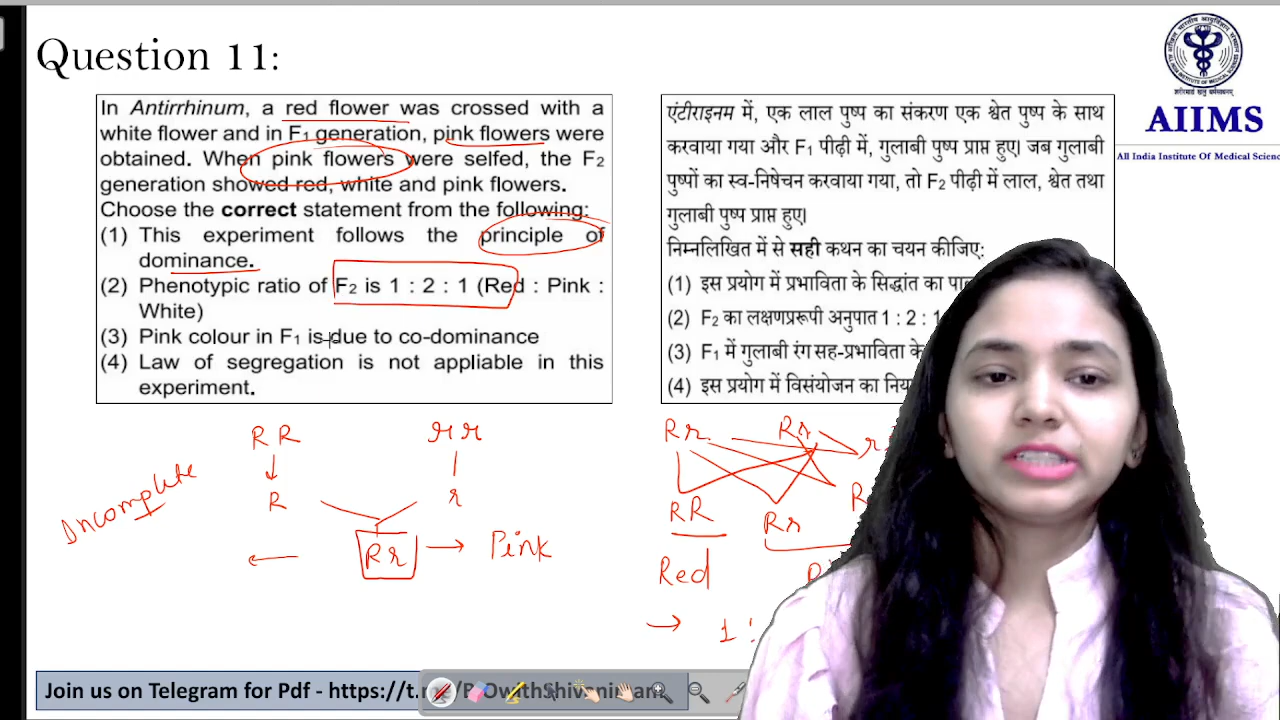 Question 11:
In Antirrhinum, a red flower was crossed with a
white flower and in F₁ generation, pink flowers were
obtained. When pink flowers were selfed, the F₂
generation showed red, white and pink flowers.
Choose the correct statement from the following:
(1) This experiment follows the principle of
dominance.
(2) Phenotypic ratio of F₂ is 1 : 2 : 1 (Red : Pink :
White)
(3) Pink colour in F₁ is due to co-dominance
(4) Law of segregation is not appliable in this
experiment.
एंटीराइनम में, एक लाल पुष्प का संकरण एक श्वेत पुष्प के साथ
करवाया गया और F₁ पीढ़ी में, गुलाबी पुष्प प्राप्त हुए। जब गुलाबी
पुष्पों का स्व-निषेचन करवाया गया, तो F₂ पीढ़ी में लाल, श्वेत तथा
गुलाबी पुष्प प्राप्त हुए।
निम्नलिखित में से सही कथन का चयन कीजिए:
(1) इस प्रयोग में प्रभाविता के सिद्धांत का
(2) F₂ का लक्षणप्ररूपी अनुपात 1 : 2 : 1
(3) F₁ में गुलाबी रंग सह-प्रभाविता के
(4) इस प्रयोग में विसंयोजन का
AIIMS
All India Institute Of Medical Scienc
RR rr
R r
Incomplete
Rr → Pink
Rr Rr
RR Rr
Red
→ 1 :
Join us on Telegram for Pdf - https://t.